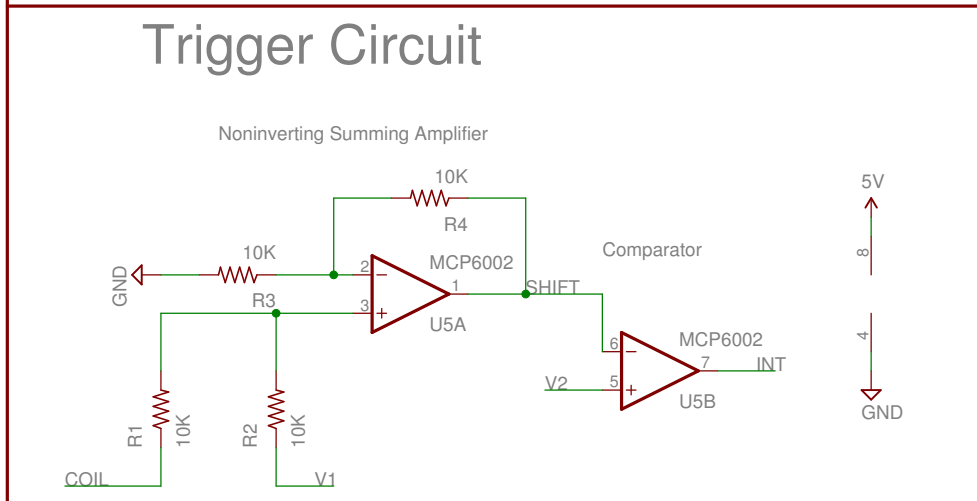 Trigger Circuit
Noninverting Summing Amplifier
10K
R4
5V
10K
R3
GND
2
3
1
MCP6002
U5A
SHIFT
Comparator
8
4
GND
6
5
7
MCP6002
U5B
V2
INT
R1
10K
R2
10K
COIL
V1